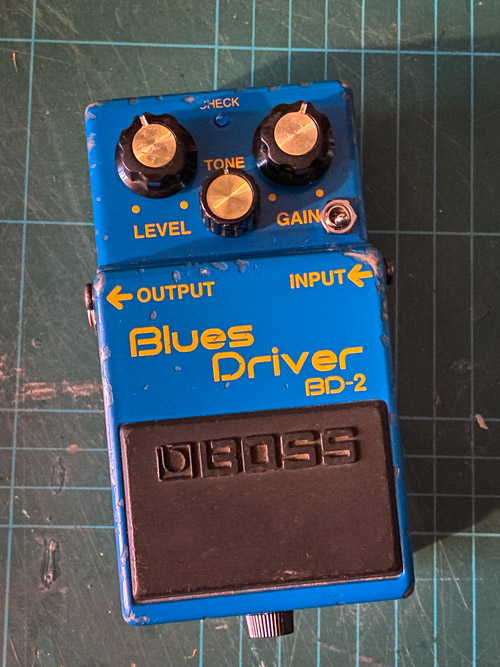 CHECK
TONE
LEVEL
GAIN
OUTPUT
INPUT
Blues
Driver
BD-2
BOSS